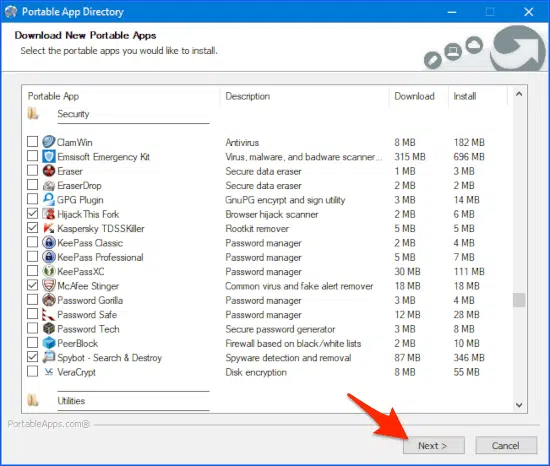 Portable App Directory
Download New Portable Apps
Select the portable apps you would like to install.
Portable App Description Download Install
Security
ClamWin Antivirus 8 MB 182 MB
Emsisoft Emergency Kit Virus, malware, and badware scanner... 315 MB 696 MB
Eraser Secure data eraser 1 MB 3 MB
EraserDrop Secure data eraser 2 MB 2 MB
GPG Plugin GnuPG encrypt and sign utility 3 MB 14 MB
HijackThis Fork Browser hijack scanner 2 MB 6 MB
Kaspersky TDSSKiller Rootkit remover 5 MB 5 MB
KeePass Classic Password manager 2 MB 4 MB
KeePass Professional Password manager 5 MB 7 MB
KeePassXC Password manager 30 MB 111 MB
McAfee Stinger Common virus and fake alert remover 18 MB 18 MB
Password Gorilla Password manager 3 MB 4 MB
Password Safe Password manager 12 MB 28 MB
Password Tech Secure password generator 3 MB 8 MB
PeerBlock Firewall based on black/white lists 2 MB 10 MB
Spybot - Search & Destroy Spyware detection and removal 87 MB 346 MB
VeraCrypt Disk encryption 8 MB 55 MB
Utilities
PortableApps.com®
Next > Cancel